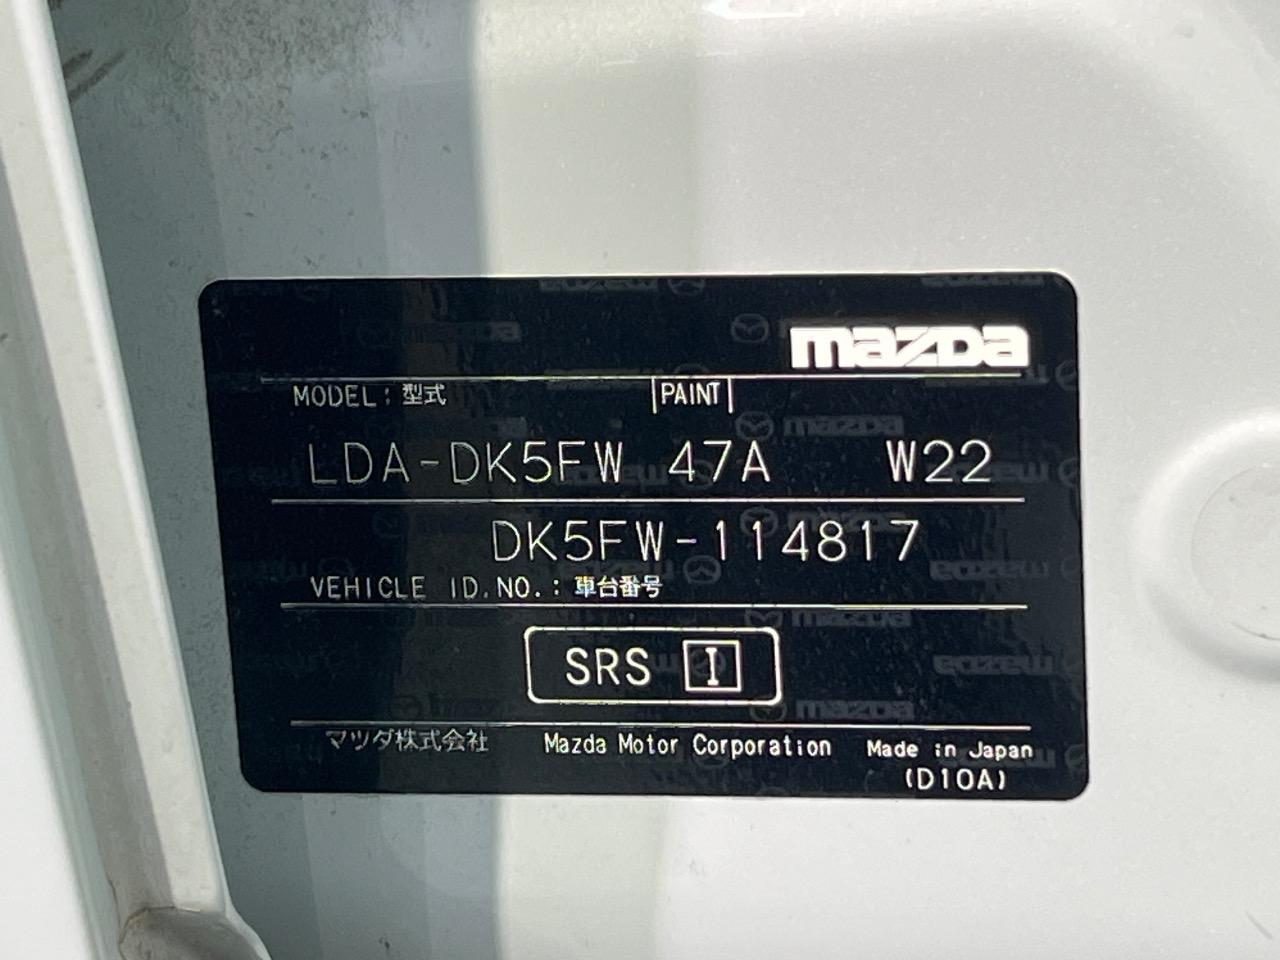 mazda
MODEL: 型式 PAINT
LDA-DK5FW 47A W22
DK5FW-114817
VEHICLE ID.NO.: 車台番号
SRS I
マツダ株式会社 Mazda Motor Corporation Made in Japan
(D10A)